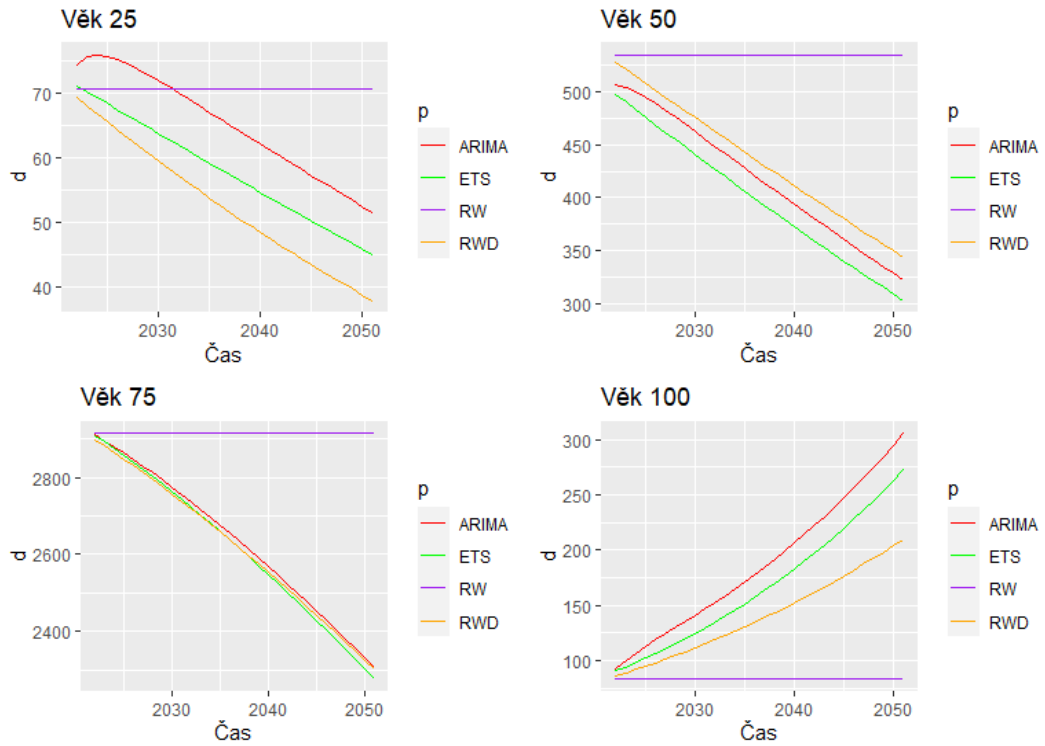 Věk 25
70
60
50
40
d
2030 2040 2050
Čas
p
ARIMA
ETS
RW
RWD
Věk 50
500
450
400
350
300
d
2030 2040 2050
Čas
p
ARIMA
ETS
RW
RWD
Věk 75
2800
2600
2400
d
2030 2040 2050
Čas
p
ARIMA
ETS
RW
RWD
Věk 100
300
250
200
150
100
d
2030 2040 2050
Čas
p
ARIMA
ETS
RW
RWD